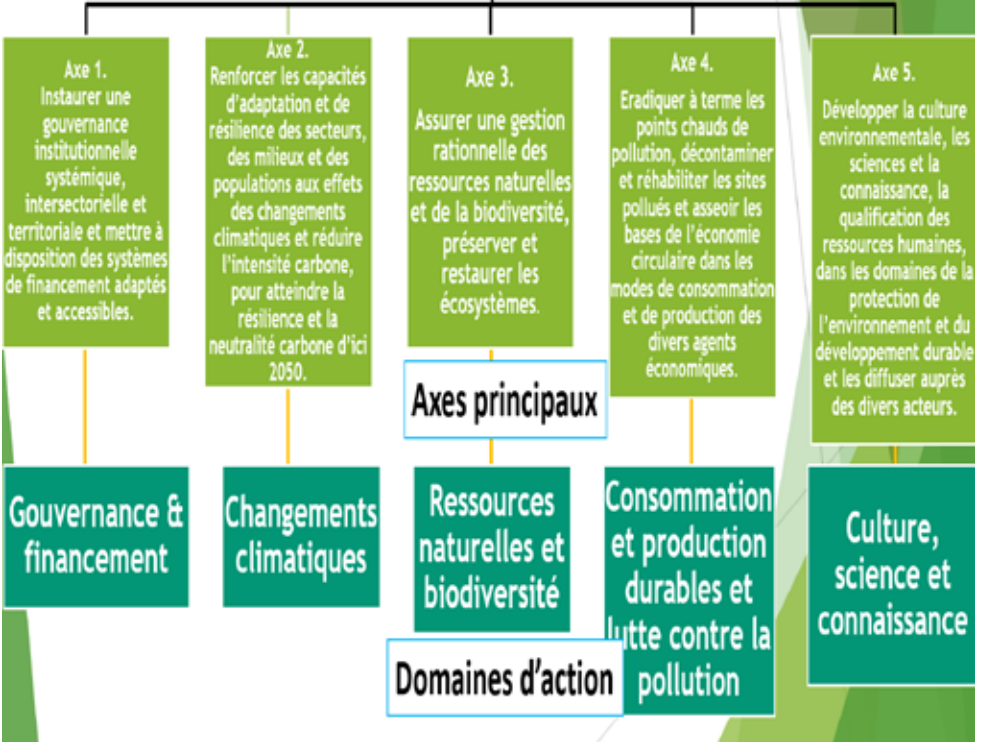 Axe 1.
Instaurer une
gouvernance
institutionnelle
systémique,
intersectorielle et
territoriale et mettre à
disposition des systèmes
de financement adaptés
et accessibles.
Axe 2.
Renforcer les capacités
d'adaptation et de
résilience des secteurs,
des milieux et des
populations aux effets
des changements
climatiques et réduire
l'intensité carbone,
pour atteindre la
résilience et la
neutralité carbone d'ici
2050.
Axe 3.
Assurer une gestion
rationnelle des
ressources naturelles
et de la biodiversité,
préserver et
restaurer les
écosystèmes.
Axe 4.
Eradiquer à terme les
points chauds de
pollution, décontaminer
et réhabiliter les sites
pollués et asseoir les
bases de l'économie
circulaire dans les
modes de consommation
et de production des
divers agents
économiques.
Axe 5.
Développer la culture
environnementale, les
sciences et la
connaissance, la
qualification des
ressources humaines,
dans les domaines de la
protection de
l'environnement et du
développement durable
et les diffuser auprès
des divers acteurs.
Axes principaux
Gouvernance &
financement
Changements
climatiques
Ressources
naturelles et
biodiversité
Consommation
et production
durables et
lutte contre la
pollution
Culture,
science et
connaissance
Domaines d'action